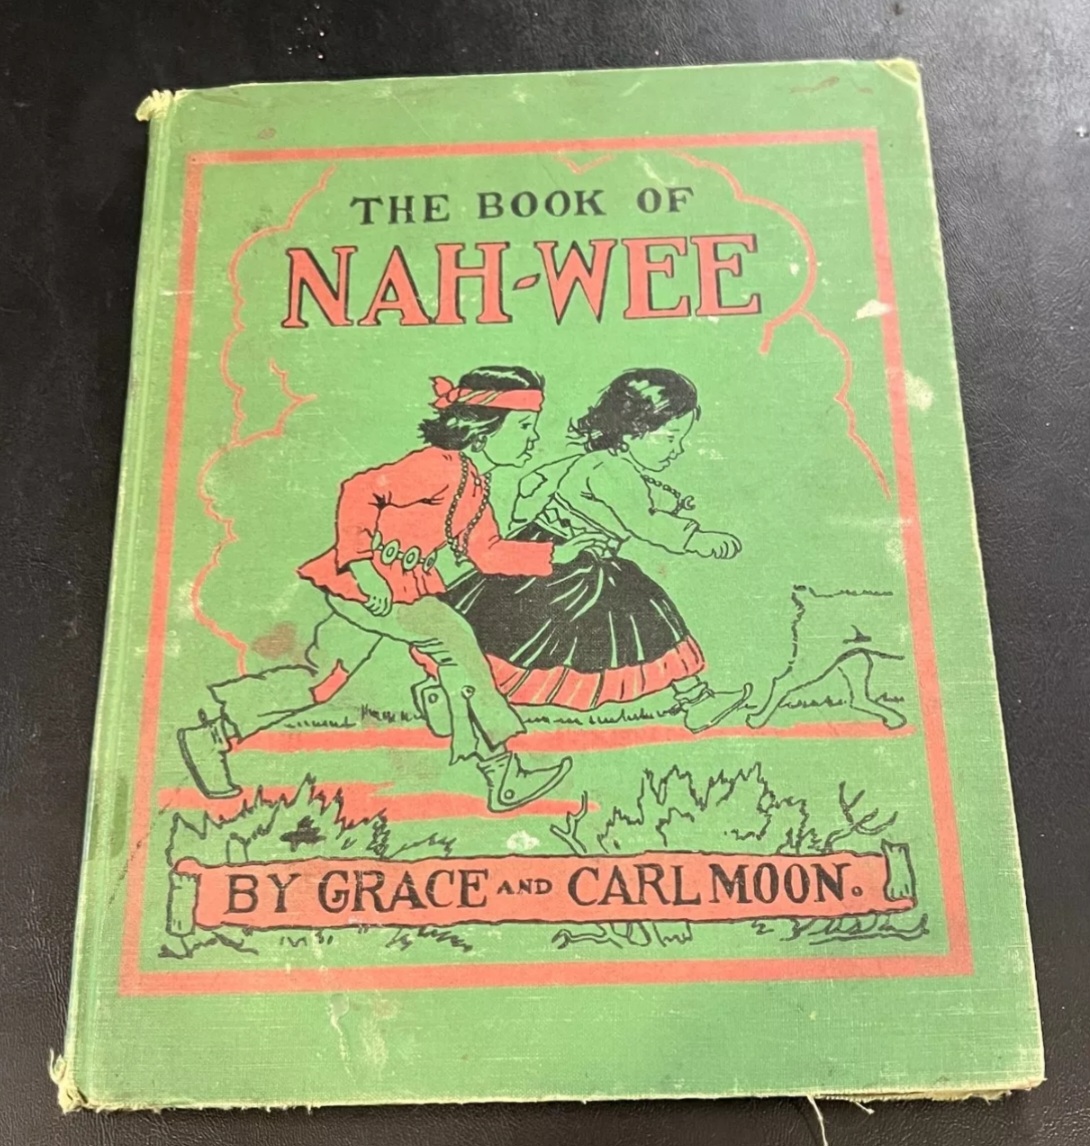 THE BOOK OF
NAH-WEE
BY GRACE AND CARL MOON.